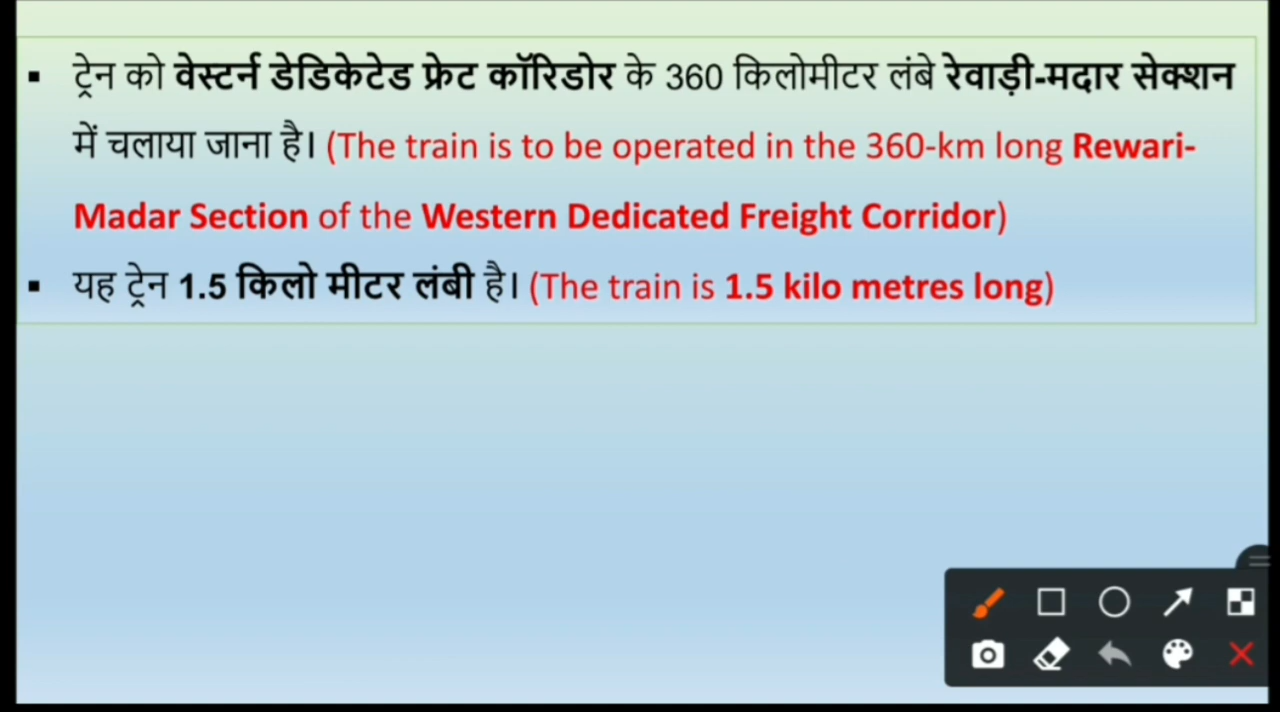 ▪ ट्रेन को वेस्टर्न डेडिकेटेड फ्रेट कॉरिडोर के 360 किलोमीटर लंबे रेवाड़ी-मदार सेक्शन
में चलाया जाना है। (The train is to be operated in the 360-km long Rewari-
Madar Section of the Western Dedicated Freight Corridor)
▪ यह ट्रेन 1.5 किलो मीटर लंबी है। (The train is 1.5 kilo metres long)